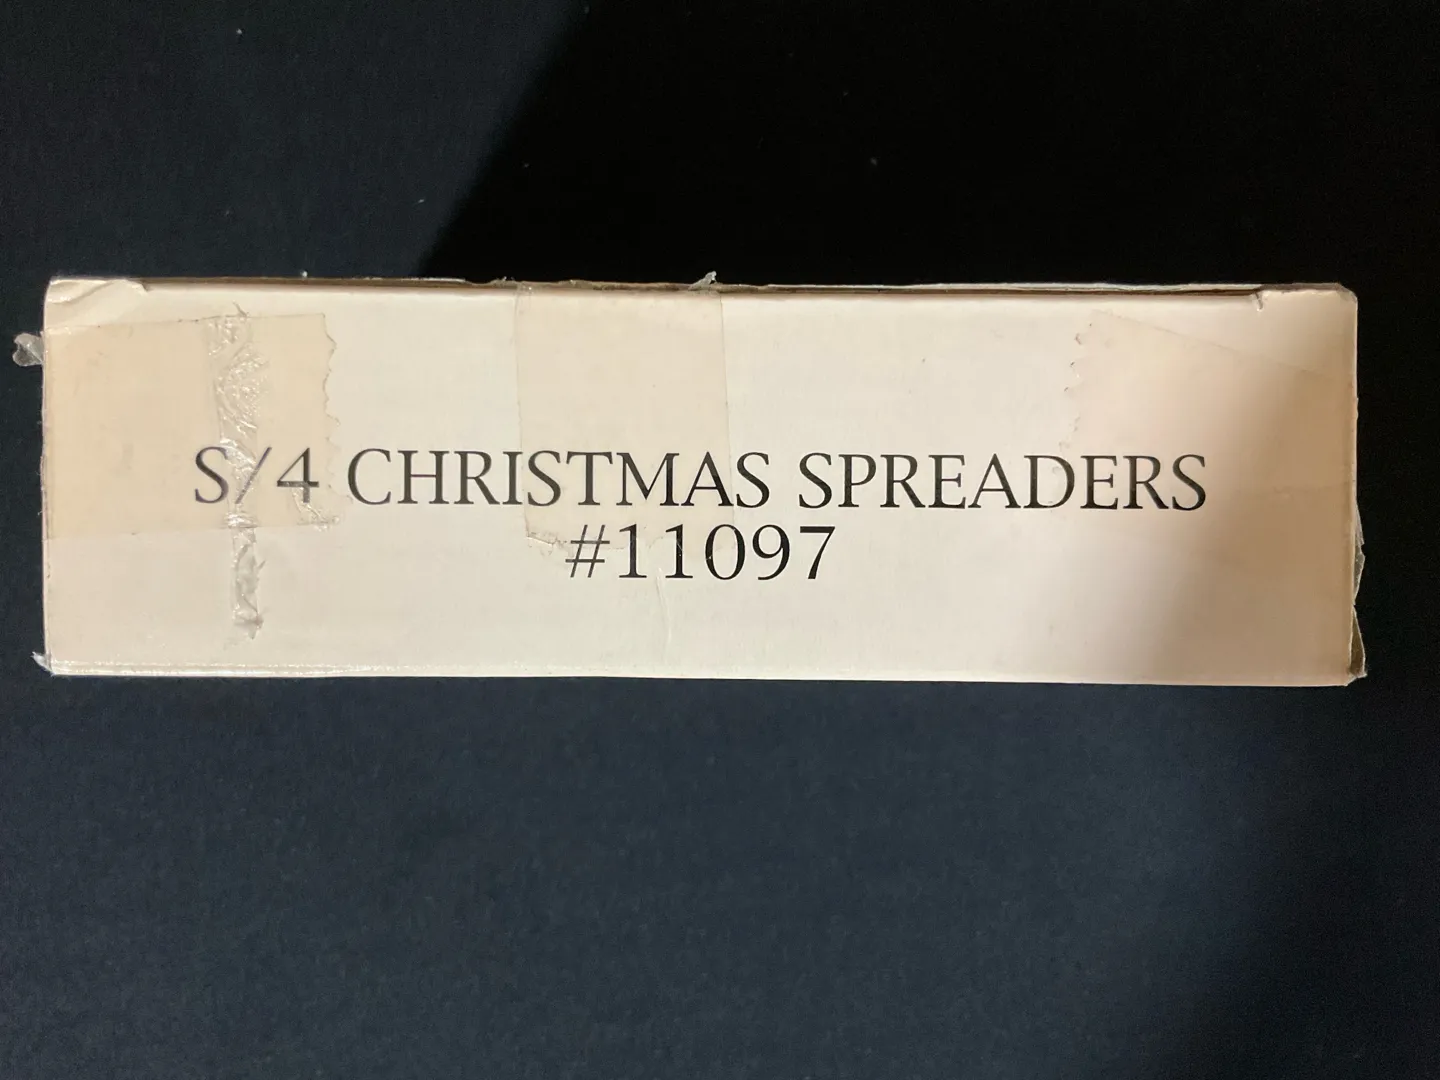 S/4 CHRISTMAS SPREADERS
#11097